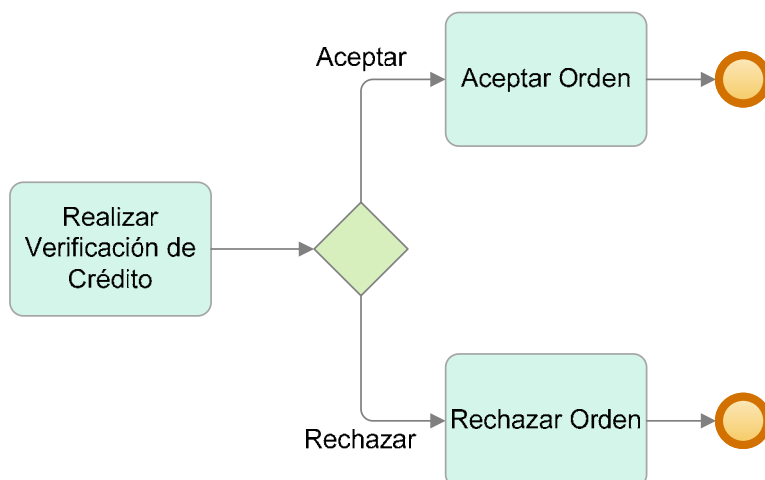 Aceptar
Aceptar Orden
Realizar
Verificación de
Crédito
Rechazar Orden
Rechazar